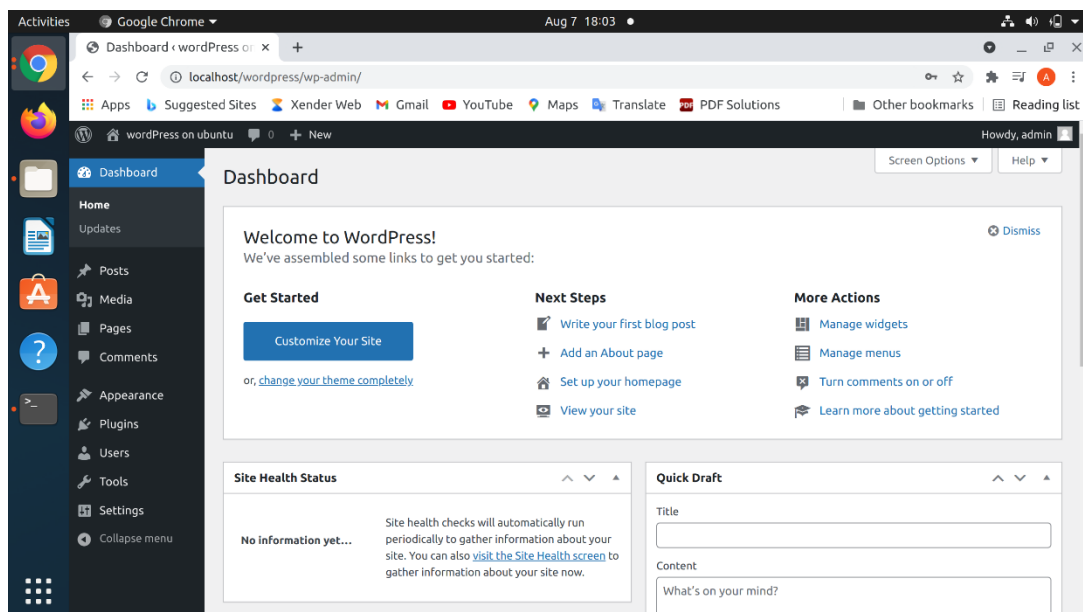 Activities Google Chrome ▾ Aug 7 18:03 ●
Dashboard ‹ wordPress on × +
localhost/wordpress/wp-admin/
Apps Suggested Sites Xender Web Gmail YouTube Maps Translate PDF PDF Solutions Other bookmarks Reading list
wordPress on ubuntu 0 + New Howdy, admin
Screen Options ▼ Help ▼
Dashboard
Home
Updates
Posts
Media
Pages
Comments
Appearance
Plugins
Users
Tools
Settings
Collapse menu
Dashboard
Welcome to WordPress!
Dismiss
We've assembled some links to get you started:
Get Started
Customize Your Site
or, change your theme completely
Next Steps
Write your first blog post
Add an About page
Set up your homepage
View your site
More Actions
Manage widgets
Manage menus
Turn comments on or off
Learn more about getting started
Site Health Status
No information yet...
Site health checks will automatically run
periodically to gather information about your
site. You can also visit the Site Health screen to
gather information about your site now.
Quick Draft
Title
Content
What's on your mind?